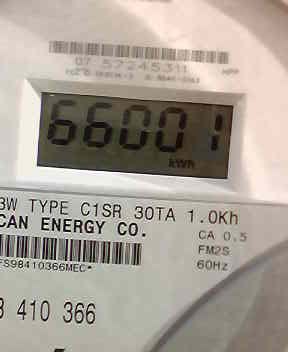 07 57245311
66001
kWh
3W TYPE C1SR 30TA 1.0Kh
CAN ENERGY CO.
CA 0.5
FM2S
60Hz
FS98410366MEC*
3 410 366